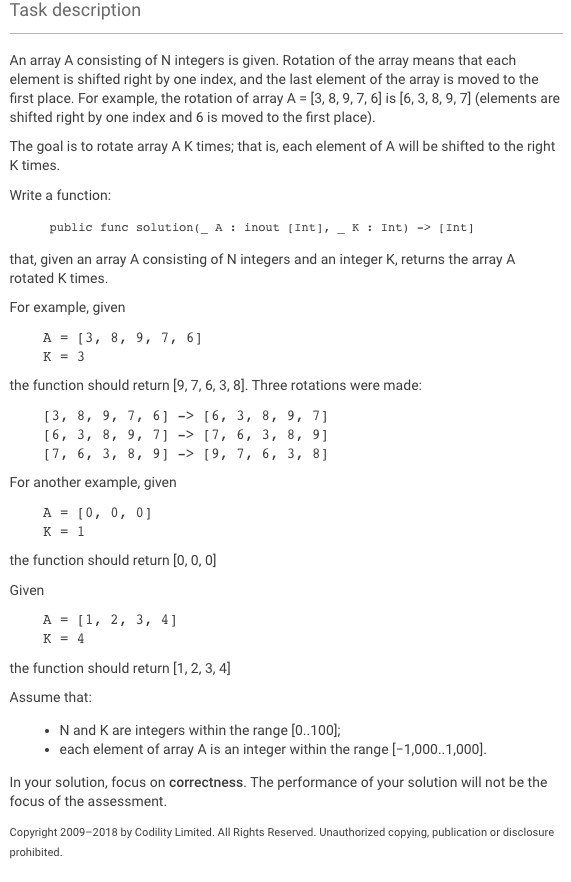 Task description
An array A consisting of N integers is given. Rotation of the array means that each
element is shifted right by one index, and the last element of the array is moved to the
first place. For example, the rotation of array A = [3, 8, 9, 7, 6] is [6, 3, 8, 9, 7] (elements are
shifted right by one index and 6 is moved to the first place).
The goal is to rotate array A K times; that is, each element of A will be shifted to the right
K times.
Write a function:
public func solution(_ A : inout [Int], _ K : Int) -> [Int]
that, given an array A consisting of N integers and an integer K, returns the array A
rotated K times.
For example, given
A = [3, 8, 9, 7, 6]
K = 3
the function should return [9, 7, 6, 3, 8]. Three rotations were made:
[3, 8, 9, 7, 6] -> [6, 3, 8, 9, 7]
[6, 3, 8, 9, 7] -> [7, 6, 3, 8, 9]
[7, 6, 3, 8, 9] -> [9, 7, 6, 3, 8]
For another example, given
A = [0, 0, 0]
K = 1
the function should return [0, 0, 0]
Given
A = [1, 2, 3, 4]
K = 4
the function should return [1, 2, 3, 4]
Assume that:
• N and K are integers within the range [0..100];
• each element of array A is an integer within the range [−1,000..1,000].
In your solution, focus on correctness. The performance of your solution will not be the
focus of the assessment.
Copyright 2009–2018 by Codility Limited. All Rights Reserved. Unauthorized copying, publication or disclosure
prohibited.